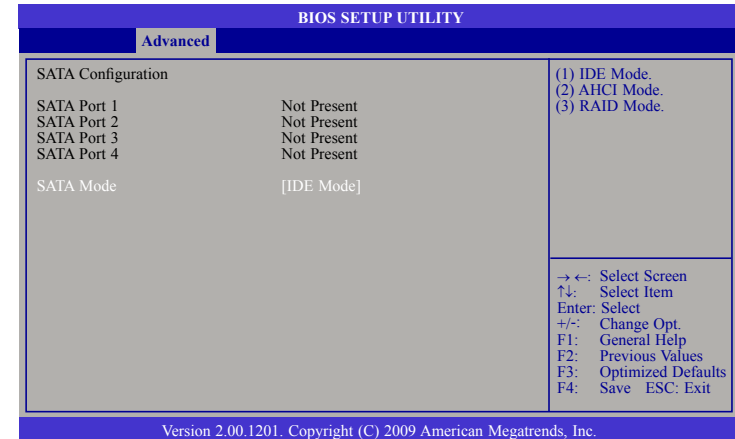 BIOS SETUP UTILITY
Advanced
SATA Configuration
SATA Port 1 Not Present
SATA Port 2 Not Present
SATA Port 3 Not Present
SATA Port 4 Not Present
SATA Mode [IDE Mode]
(1) IDE Mode.
(2) AHCI Mode.
(3) RAID Mode.
→←: Select Screen
↑↓: Select Item
Enter: Select
+/-: Change Opt.
F1: General Help
F2: Previous Values
F3: Optimized Defaults
F4: Save ESC: Exit
Version 2.00.1201. Copyright (C) 2009 American Megatrends, Inc.